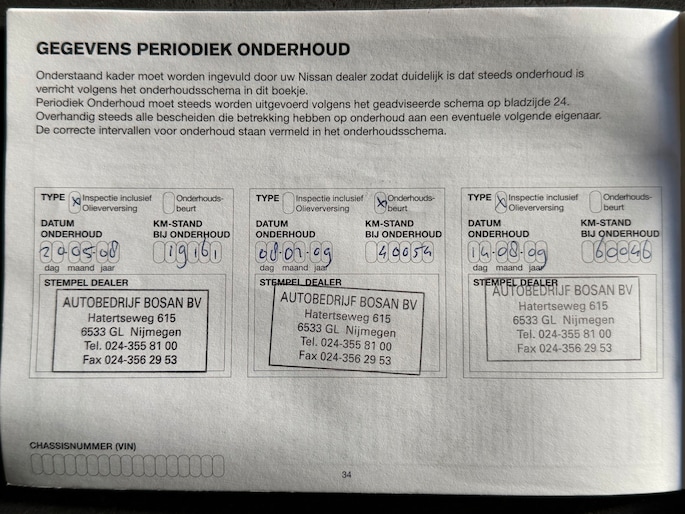 GEGEVENS PERIODIEK ONDERHOUD
Onderstaand kader moet worden ingevuld door uw Nissan dealer zodat duidelijk is dat steeds onderhoud is
verricht volgens het onderhoudsschema in dit boekje.
Periodiek Onderhoud moet steeds worden uitgevoerd volgens het geadviseerde schema op bladzijde 24.
Overhandig steeds alle bescheiden die betrekking hebben op onderhoud aan een eventuele volgende eigenaar.
De correcte intervallen voor onderhoud staan vermeld in het onderhoudsschema.
TYPE x Inspectie inclusief Olieverversing Onderhouds-beurt
DATUM ONDERHOUD KM-STAND BIJ ONDERHOUD
20-05-08 19161
dag maand jaar
STEMPEL DEALER
AUTOBEDRIJF BOSAN BV
Hatertseweg 615
6533 GL Nijmegen
Tel. 024-355 81 00
Fax 024-356 29 53
TYPE Inspectie inclusief Olieverversing x Onderhouds-beurt
DATUM ONDERHOUD KM-STAND BIJ ONDERHOUD
08-01-09 40054
dag maand jaar
STEMPEL DEALER
AUTOBEDRIJF BOSAN BV
Hatertseweg 615
6533 GL Nijmegen
Tel. 024-355 81 00
Fax 024-356 29 53
TYPE x Inspectie inclusief Olieverversing Onderhouds-beurt
DATUM ONDERHOUD KM-STAND BIJ ONDERHOUD
14-08-09 60046
dag maand jaar
STEMPEL DEALER
AUTOBEDRIJF BOSAN BV
Hatertseweg 615
6533 GL Nijmegen
Tel. 024-355 81 00
Fax 024-356 29 53
CHASSISNUMMER (VIN)
34